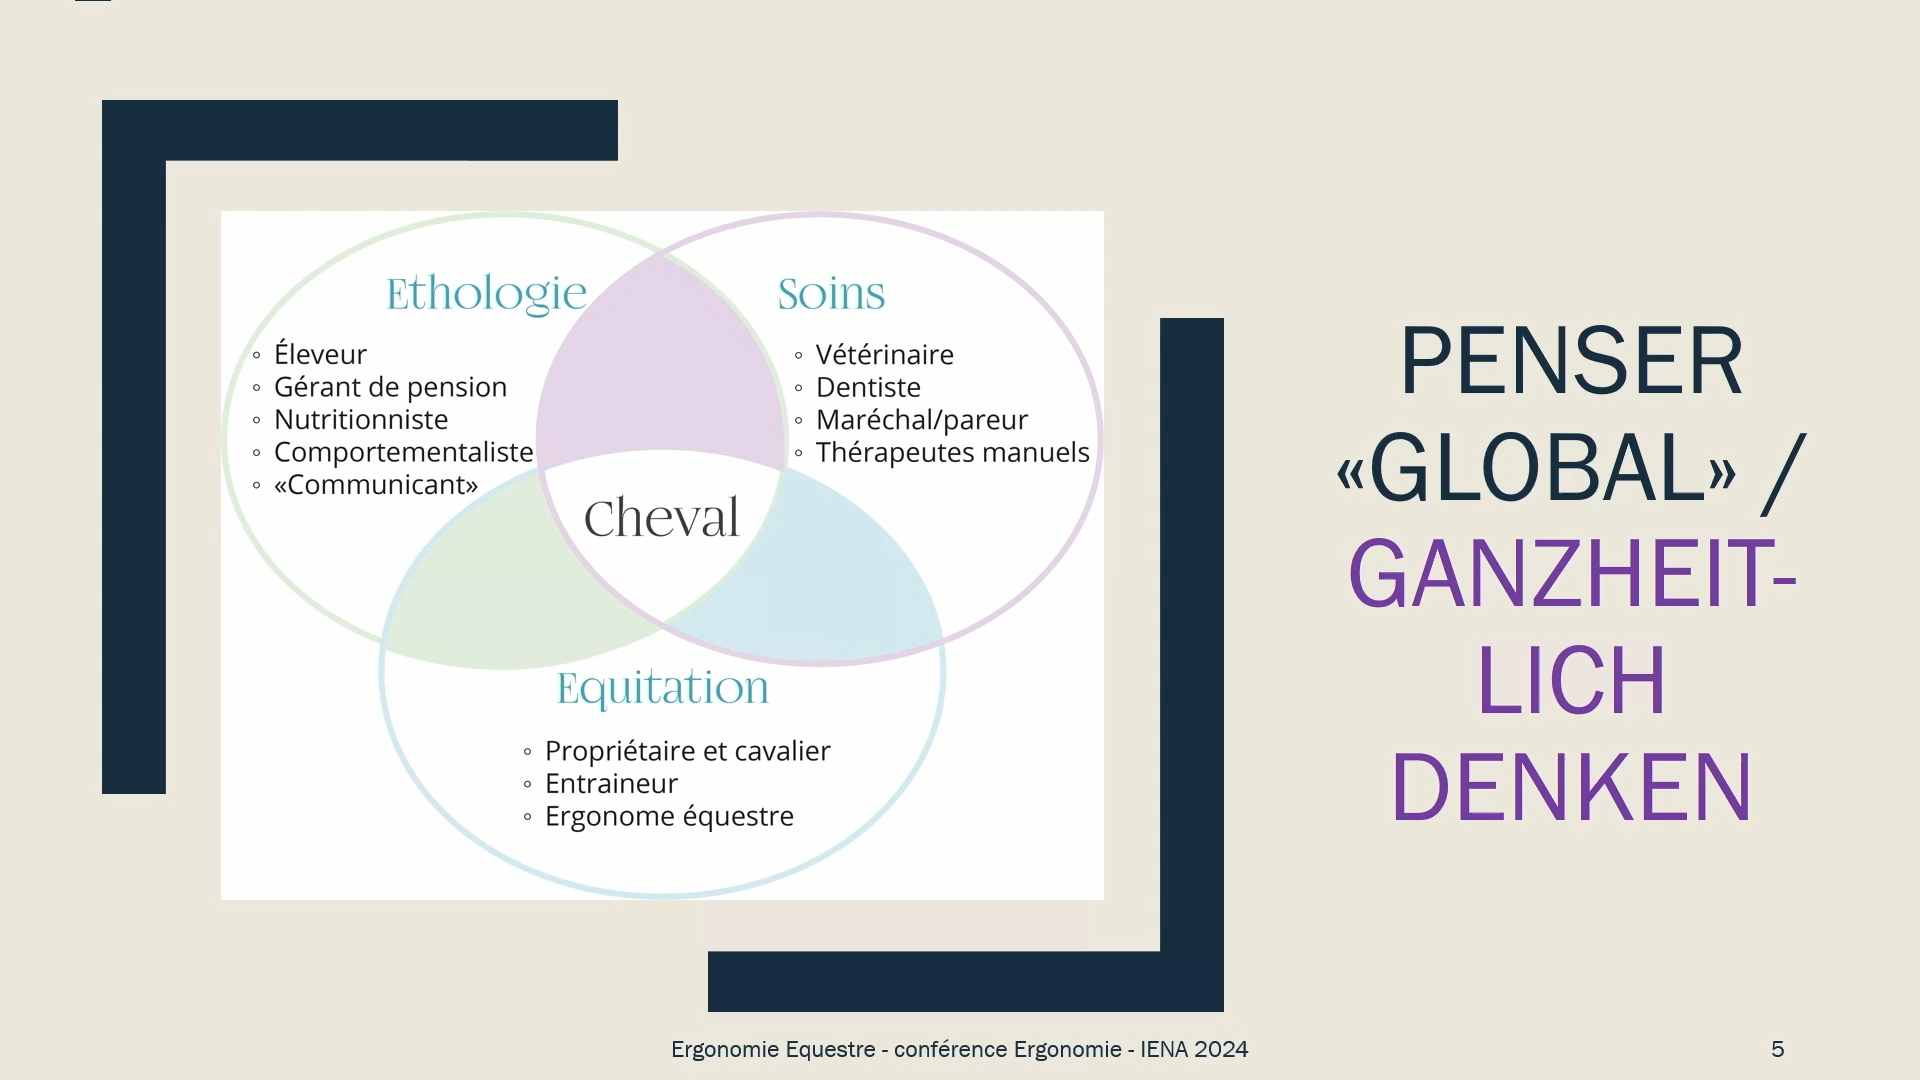 Ethologie
◦ Éleveur
◦ Gérant de pension
◦ Nutritionniste
◦ Comportementaliste
◦ «Communicant»
Soins
◦ Vétérinaire
◦ Dentiste
◦ Maréchal/pareur
◦ Thérapeutes manuels
Cheval
Equitation
◦ Propriétaire et cavalier
◦ Entraineur
◦ Ergonome équestre
PENSER
«GLOBAL» /
GANZHEIT-
LICH
DENKEN
Ergonomie Equestre - conférence Ergonomie - IENA 2024
5